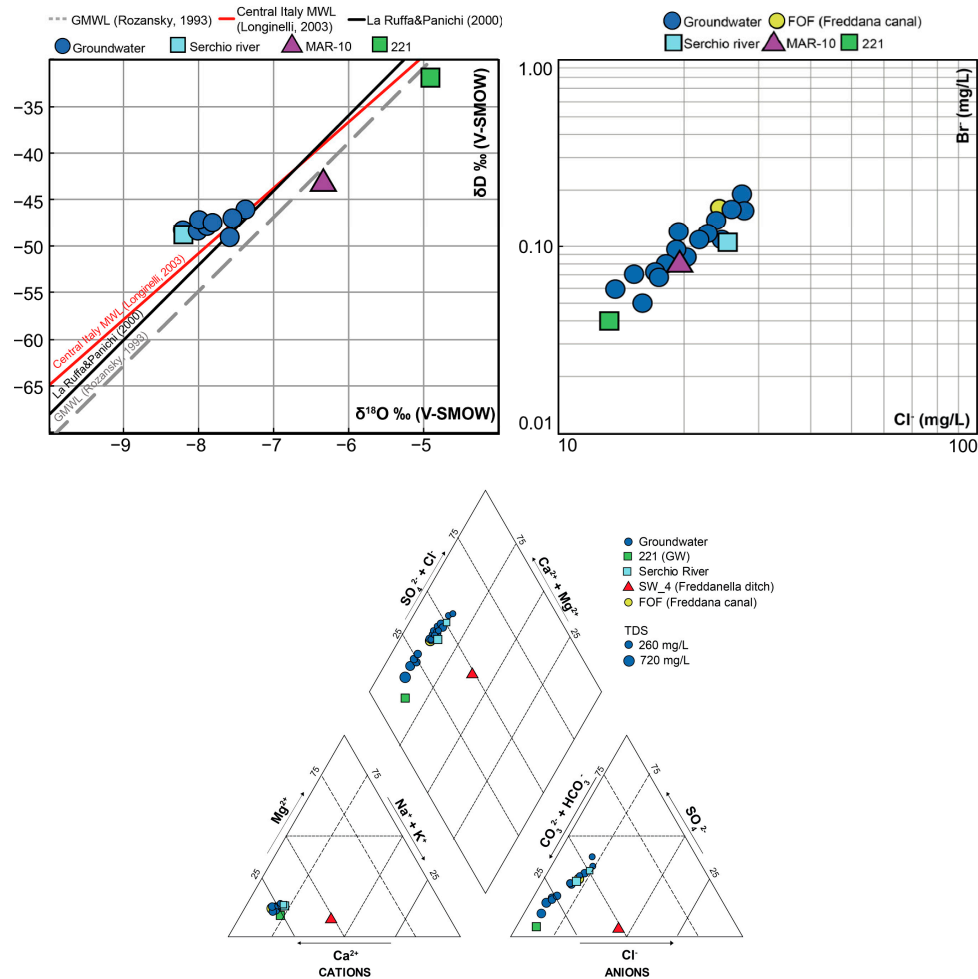 GMWL (Rozansky, 1993)
Central Italy MWL
(Longinelli, 2003)
La Ruffa&Panichi (2000)
Groundwater
Serchio river
MAR-10
221
−35
−40
−45
−50
−55
−60
−65
δD ‰ (V-SMOW)
Central Italy MWL (Longinelli, 2003)
La Ruffa&Panichi (2000)
GMWL (Rozansky, 1993)
δ¹⁸O ‰ (V-SMOW)
−9
−8
−7
−6
−5
Groundwater
FOF (Freddana canal)
Serchio river
MAR-10
221
1.00
0.10
0.01
Br⁻ (mg/L)
Cl⁻ (mg/L)
10
100
75
75
SO₄²⁻ + Cl⁻
Ca²⁺ + Mg²⁺
25
25
Groundwater
221 (GW)
Serchio River
SW_4 (Freddanella ditch)
FOF (Freddana canal)
TDS
260 mg/L
720 mg/L
75
75
Mg²⁺
Na⁺ + K⁺
25
25
Ca²⁺
CATIONS
75
75
CO₃²⁻ + HCO₃⁻
SO₄²⁻
25
25
Cl⁻
ANIONS